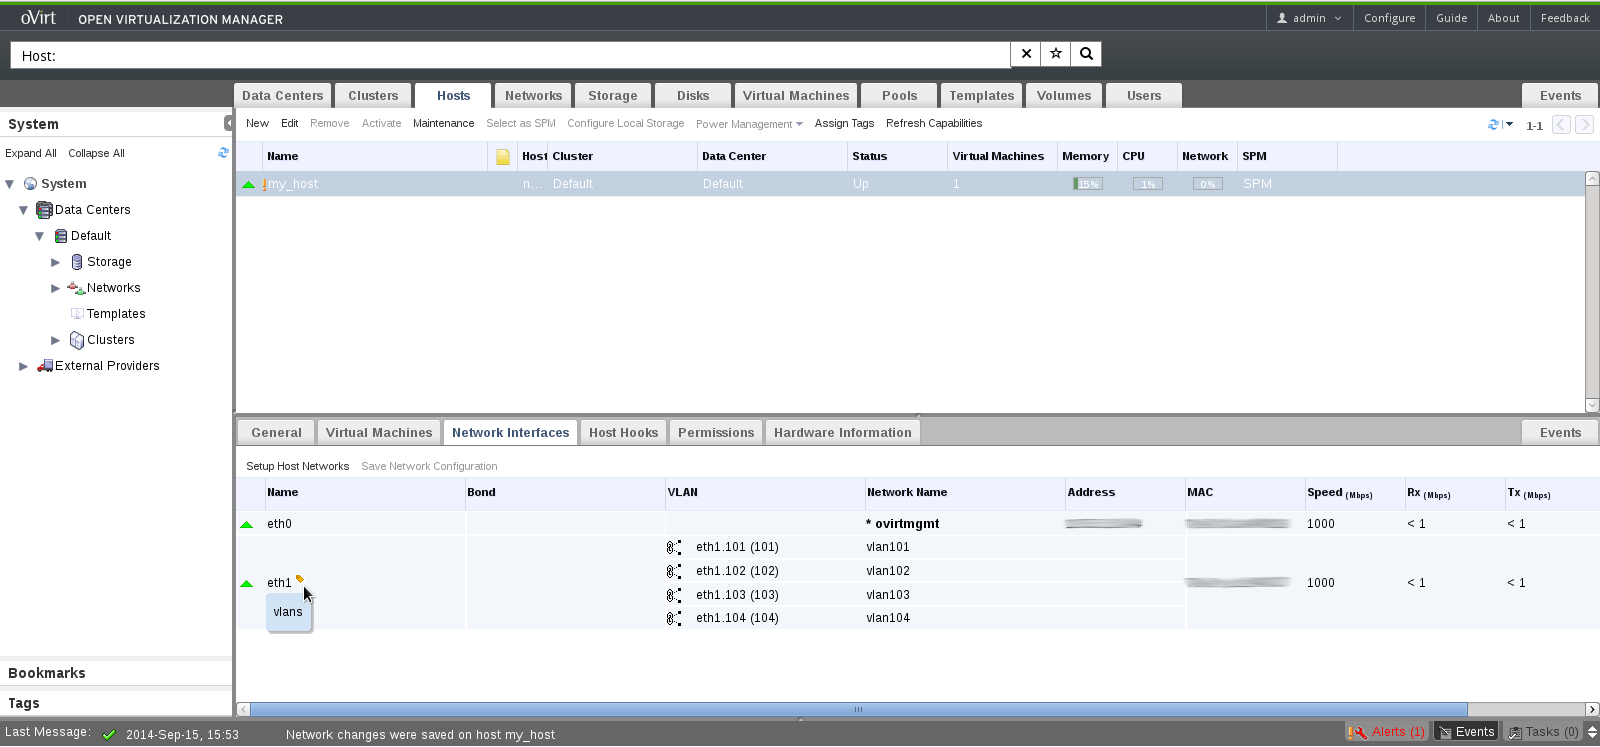 oVirt OPEN VIRTUALIZATION MANAGER admin Configure Guide About Feedback
Host:
Data Centers Clusters Hosts Networks Storage Disks Virtual Machines Pools Templates Volumes Users Events
System
New Edit Remove Activate Maintenance Select as SPM Configure Local Storage Power Management Assign Tags Refresh Capabilities 1-1
Expand All Collapse All
Name Host Cluster Data Center Status Virtual Machines Memory CPU Network SPM
my_host n... Default Default Up 1 15% 1% 0% SPM
System
Data Centers
Default
Storage
Networks
Templates
Clusters
External Providers
General Virtual Machines Network Interfaces Host Hooks Permissions Hardware Information Events
Setup Host Networks Save Network Configuration
Name Bond VLAN Network Name Address MAC Speed (Mbps) Rx (Mbps) Tx (Mbps)
eth0 * ovirtmgmt 1000 < 1 < 1
eth1.101 (101) vlan101
eth1.102 (102) vlan102
eth1 1000 < 1 < 1
eth1.103 (103) vlan103
vlans
eth1.104 (104) vlan104
Bookmarks
Tags
Last Message: 2014-Sep-15, 15:53 Network changes were saved on host my_host Alerts (1) Events Tasks (0)